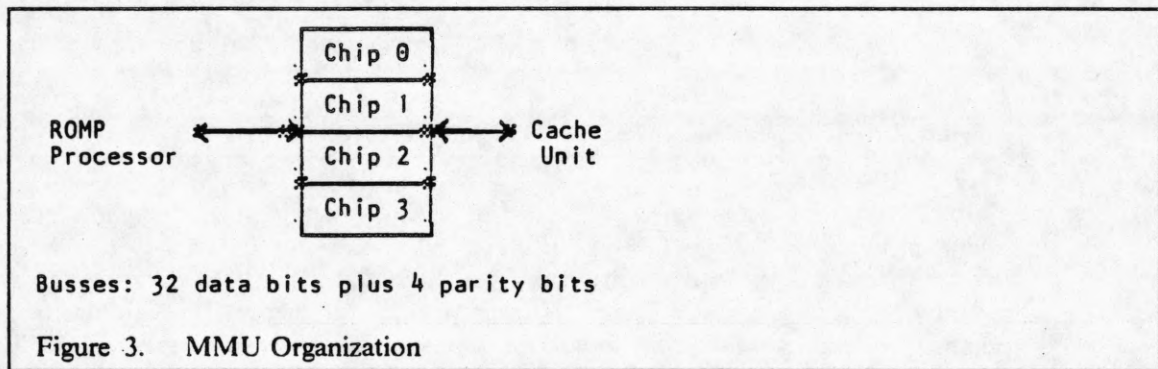 Chip 0
Chip 1
ROMP Cache
Processor Chip 2 Unit
Chip 3
Busses: 32 data bits plus 4 parity bits
Figure 3. MMU Organization